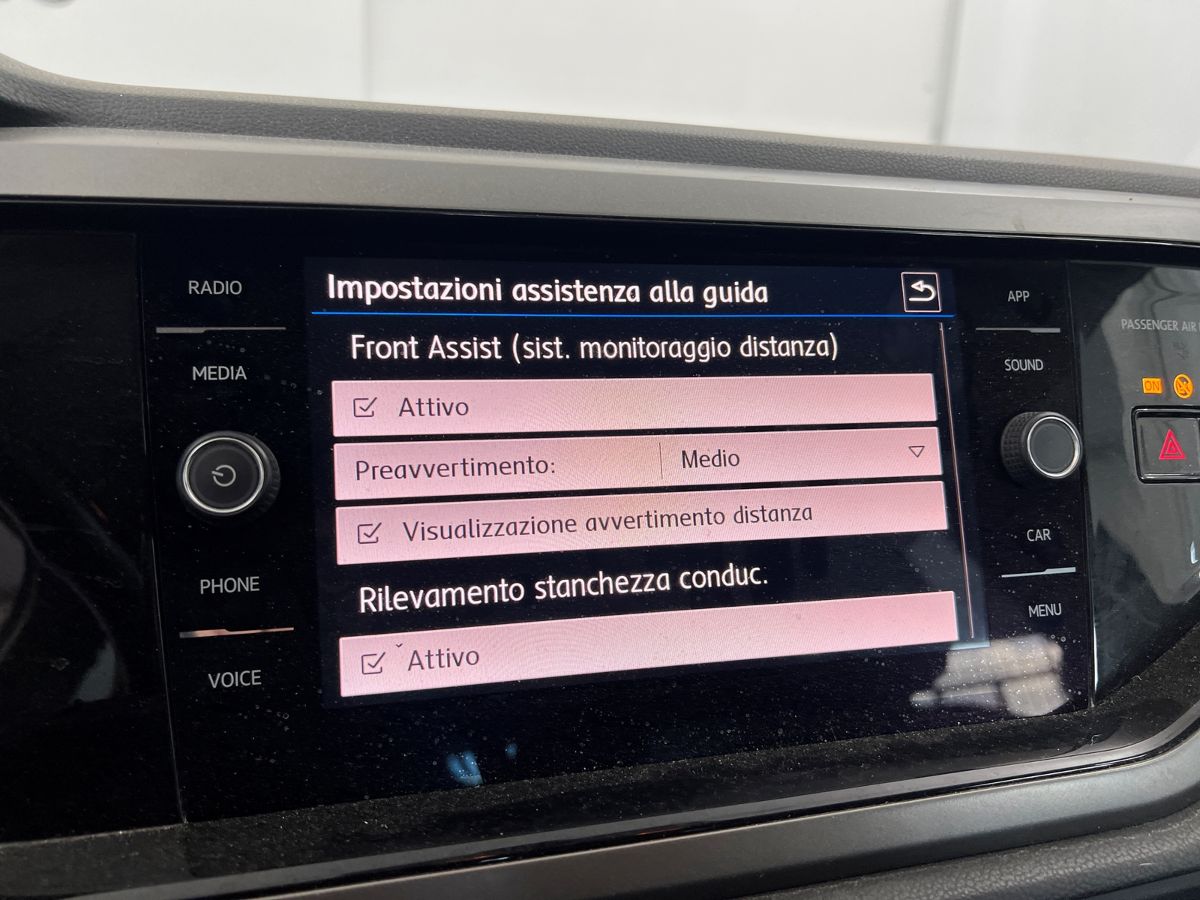 RADIO
MEDIA
PHONE
VOICE
Impostazioni assistenza alla guida
Front Assist (sist. monitoraggio distanza)
Attivo
Preavvertimento: Medio
Visualizzazione avvertimento distanza
Rilevamento stanchezza conduc.
Attivo
APP
SOUND
CAR
MENU
PASSENGER AIR
ON